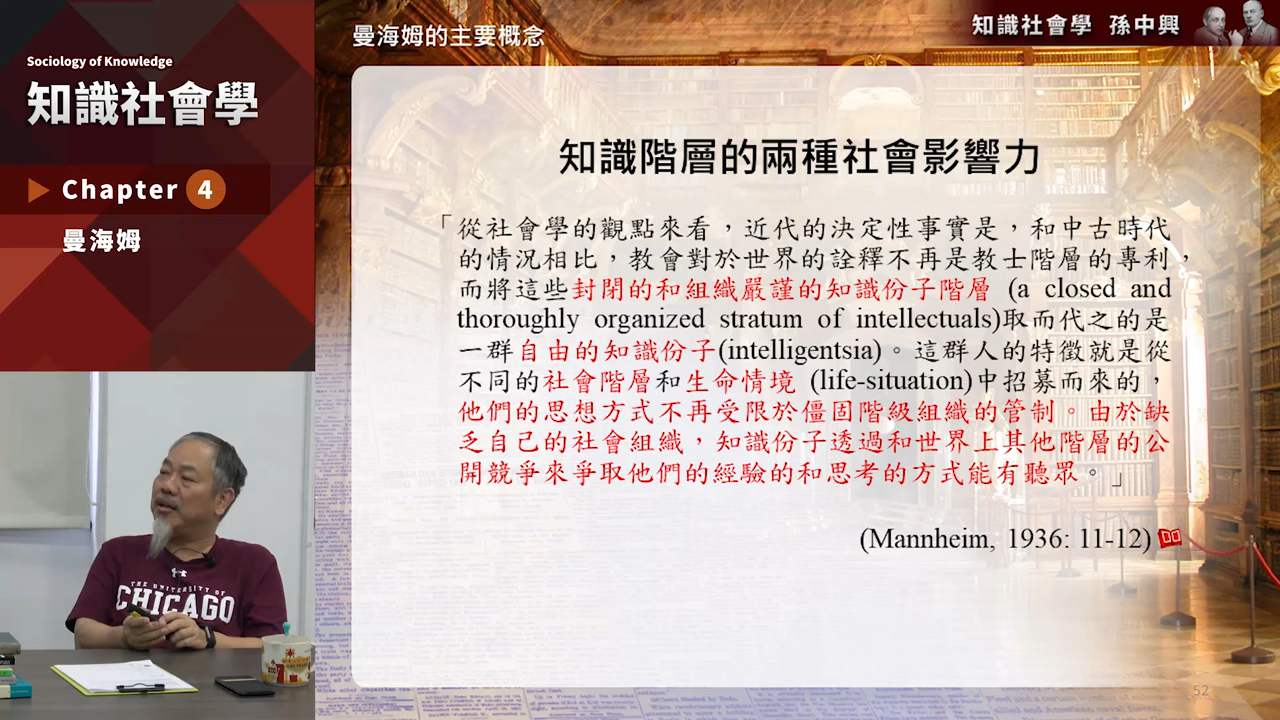 Sociology of Knowledge
知識社會學
Chapter 4
曼海姆
曼海姆的主要概念
知識社會學 孫中興
知識階層的兩種社會影響力
「從社會學的觀點來看，近代的決定性事實是，和中古時代
的情況相比，教會對於世界的詮釋不再是教士階層的專利，
而將這些封閉的和組織嚴謹的知識份子階層 (a closed and
thoroughly organized stratum of intellectuals)取而代之的是
一群自由的知識份子(intelligentsia)。這群人的特徵就是從
不同的社會階層和生命情境 (life-situation)中招募而來的，
他們的思想方式不再受限於僵固階級組織的管制。由於缺
乏自己的社會組織，知識份子透過和世界上其他階層的公
開競爭來爭取他們的經驗的和思考的方式能有聽眾。」
(Mannheim, 1936: 11-12)
THE UNIVERSITY OF
CHICAGO
52